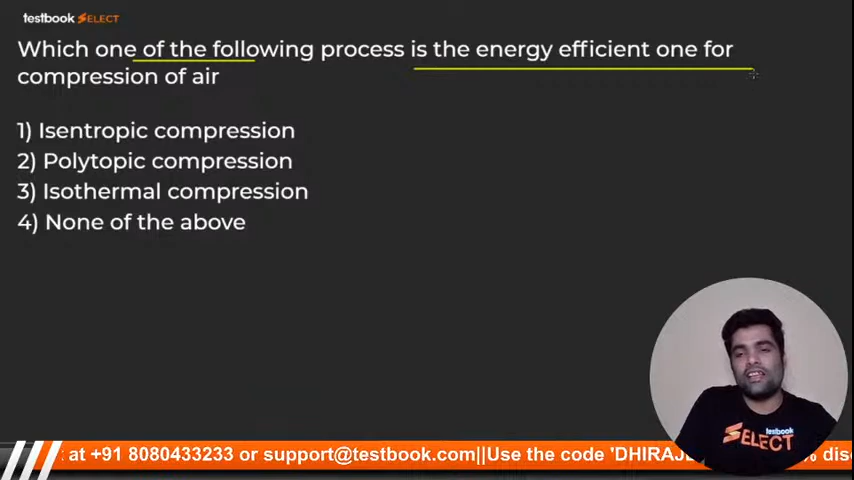 testbook SELECT
Which one of the following process is the energy efficient one for
compression of air
1) Isentropic compression
2) Polytopic compression
3) Isothermal compression
4) None of the above
testbook
SELECT
at +91 8080433233 or support@testbook.com||Use the code 'DHIRAJ